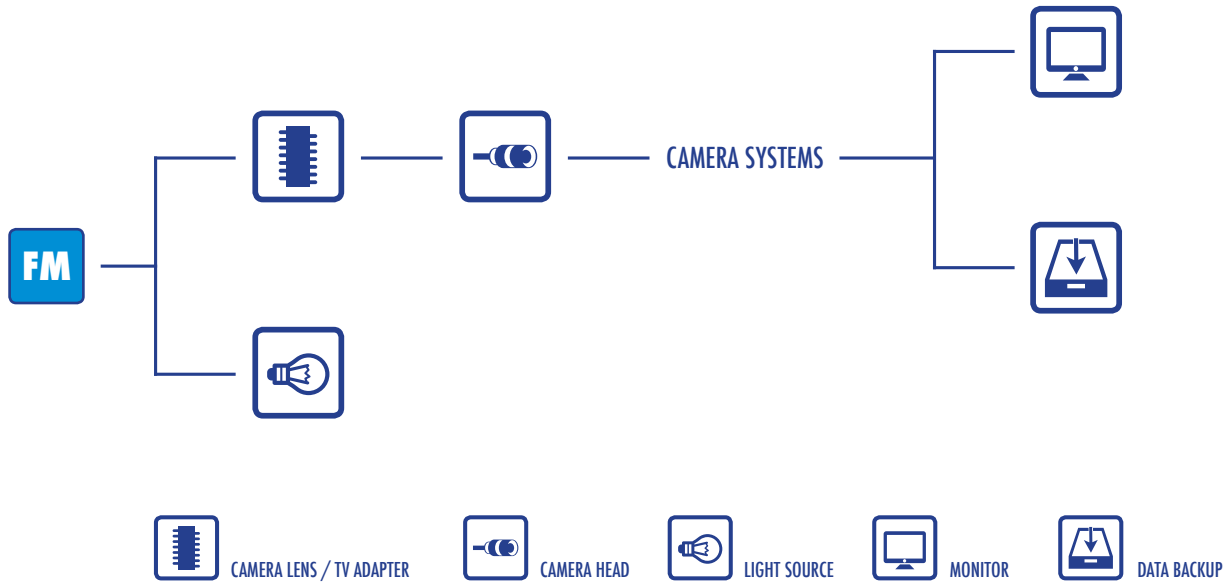 CAMERA SYSTEMS
FM
CAMERA LENS / TV ADAPTER
CAMERA HEAD
LIGHT SOURCE
MONITOR
DATA BACKUP